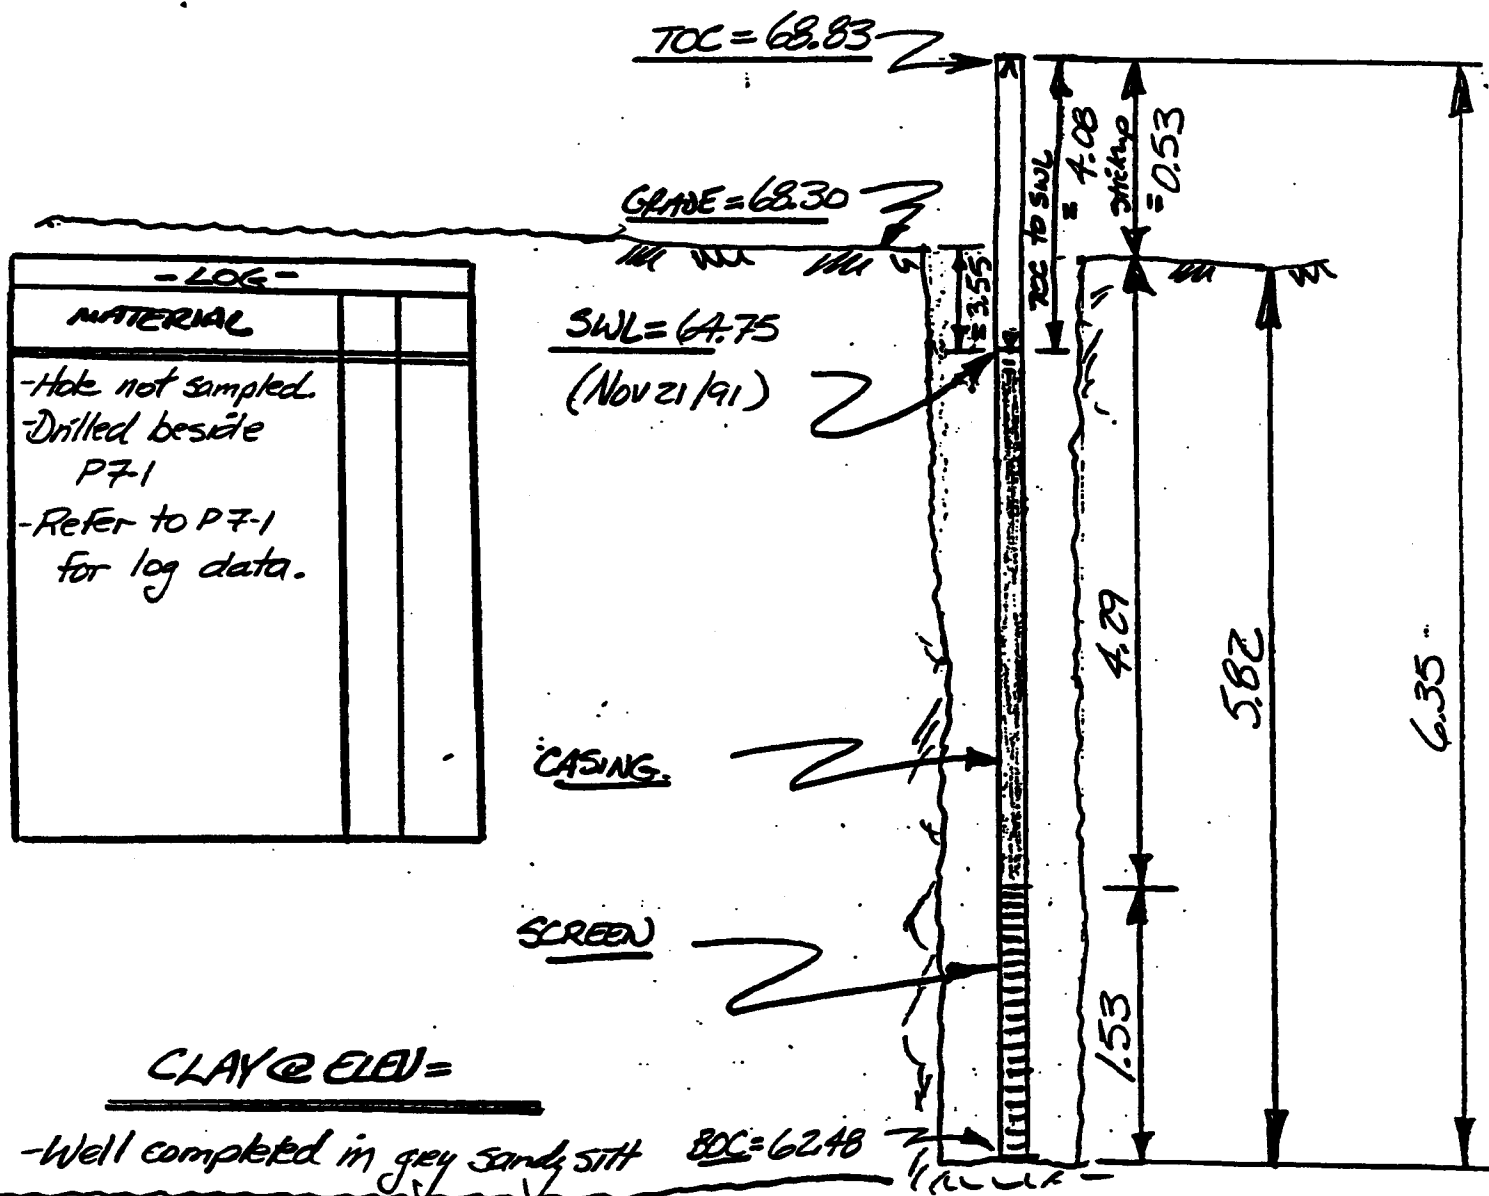 TOC = 68.83
GRADE = 68.30
- LOG -
MATERIAL
- Hole not sampled.
- Drilled beside
P7-1
- Refer to P7-1
for log data.
SWL = 64.75
(Nov 21/91)
= 3.55
TOC to SWL
= 4.08
stickup
= 0.53
4.29
5.82
6.35
CASING.
SCREEN
1.53
CLAY @ ELEV =
- Well completed in grey sandy silt
BOC = 62.48